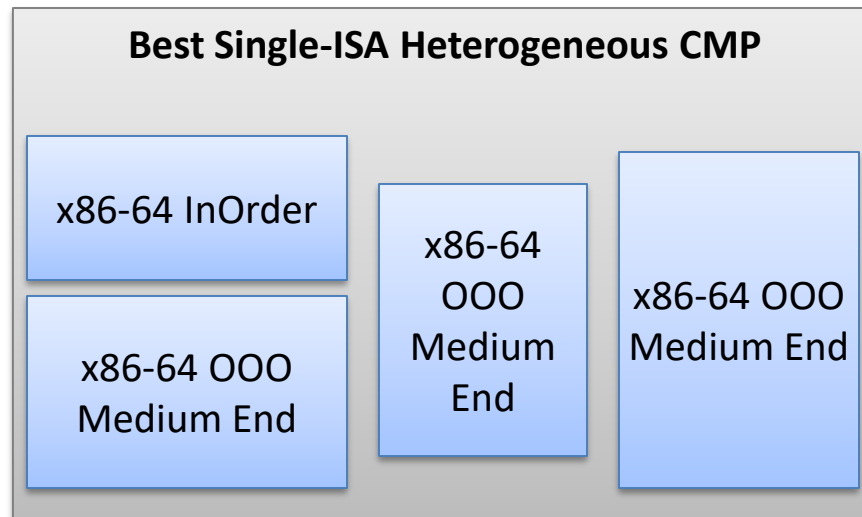 Best Single-ISA Heterogeneous CMP
x86-64 InOrder
x86-64 OOO
Medium End
x86-64
OOO
Medium
End
x86-64 OOO
Medium End